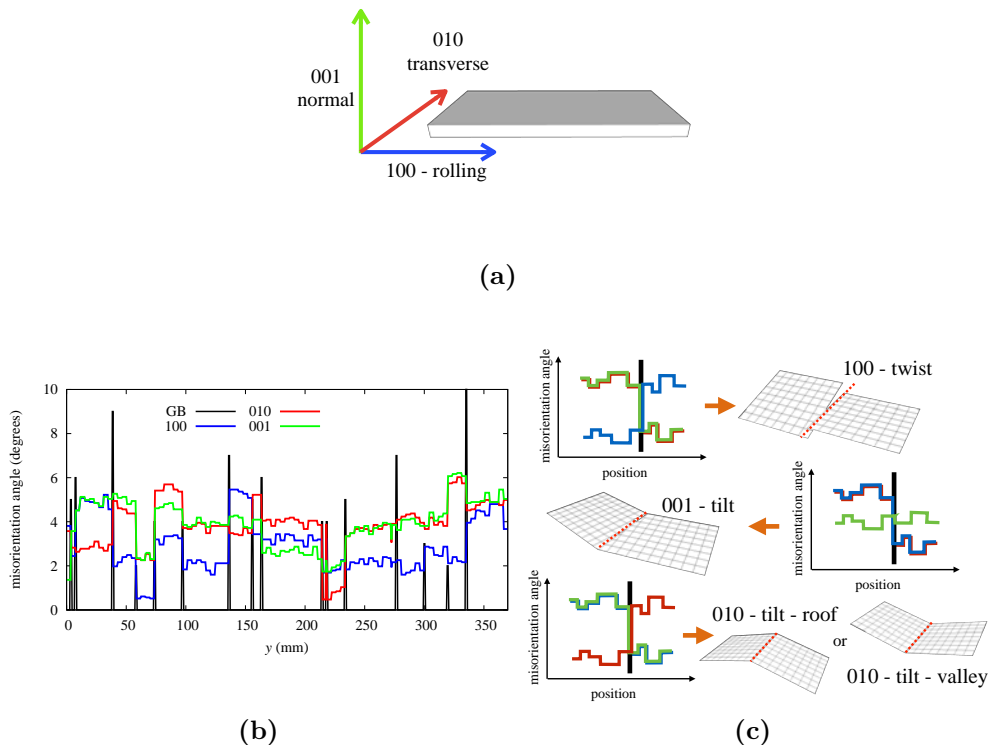 010
transverse
001
normal
100 - rolling
(a)
misorientation angle (degrees)
10
8
6
4
2
0
GB
100
010
001
0
50
100
150
200
250
300
350
y (mm)
(b)
misorientation angle
position
100 - twist
001 - tilt
misorientation angle
position
misorientation angle
position
010 - tilt - roof
or
010 - tilt - valley
(c)